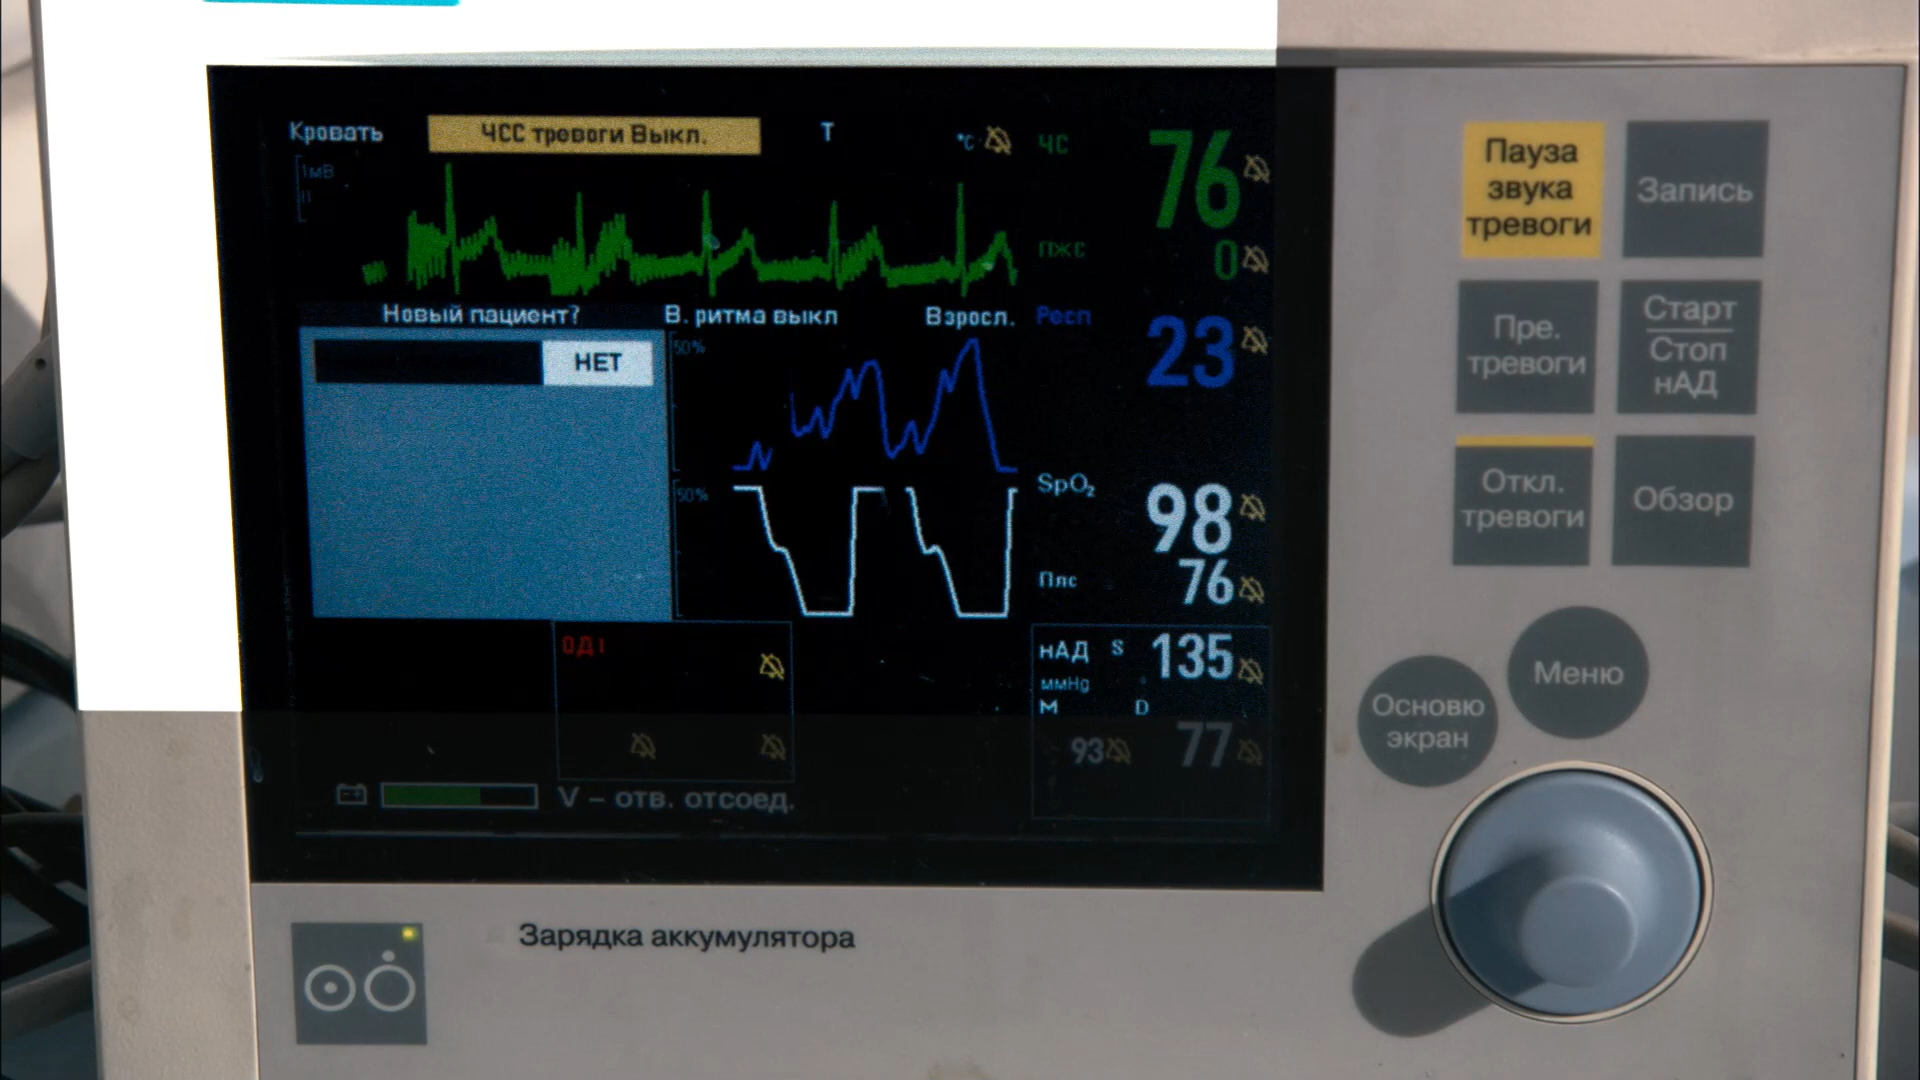 Кровать
ЧСС тревоги Выкл.
T
°C
ЧС
76
1мВ
II
ПЖС
0
Новый пациент?
В. ритма выкл
Взросл.
Респ
23
НЕТ
50%
SpO₂
98
50%
Плс
76
ОД1
нАД
S
135
ммHg
M
D
93
77
V – отв. отсоед.
Зарядка аккумулятора
Пауза
звука
тревоги
Запись
Пре.
тревоги
Старт
Стоп
нАД
Откл.
тревоги
Обзор
Меню
Основю
экран